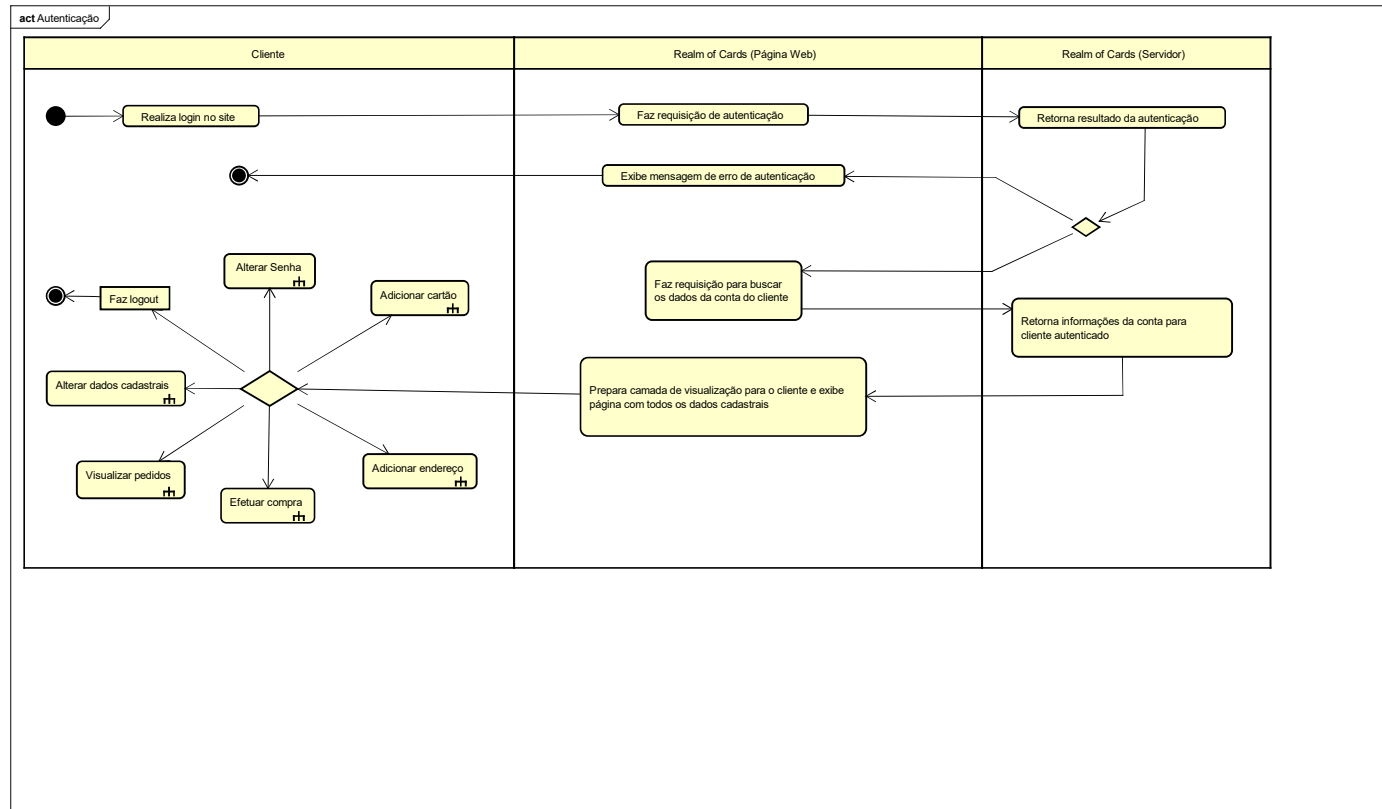 act Autenticação
Cliente
Realm of Cards (Página Web)
Realm of Cards (Servidor)
Realiza login no site
Faz requisição de autenticação
Retorna resultado da autenticação
Exibe mensagem de erro de autenticação
Alterar Senha
Adicionar cartão
Faz logout
Faz requisição para buscar
os dados da conta do cliente
Retorna informações da conta para
cliente autenticado
Alterar dados cadastrais
Prepara camada de visualização para o cliente e exibe
página com todos os dados cadastrais
Visualizar pedidos
Efetuar compra
Adicionar endereço